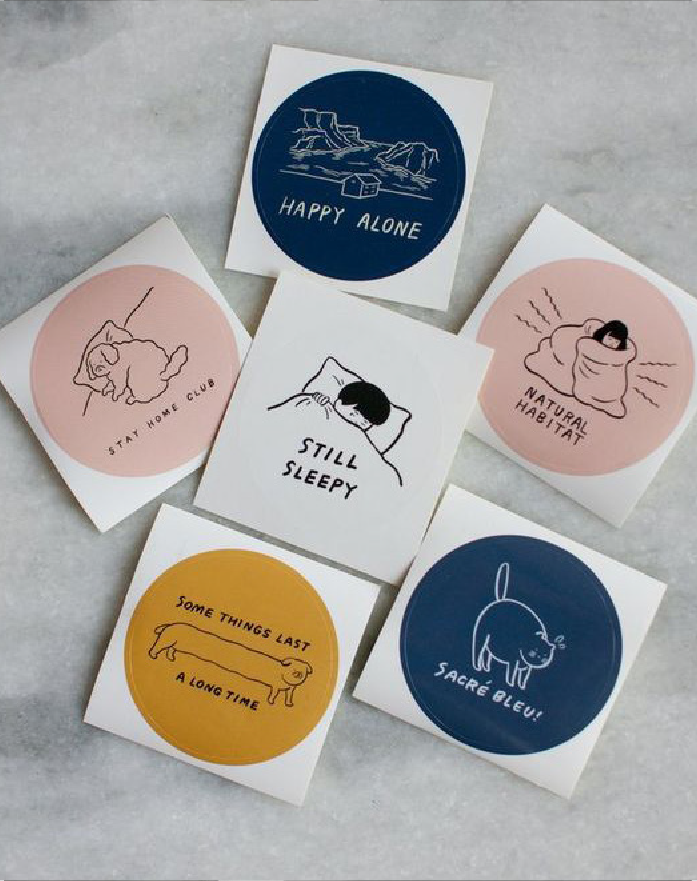 HAPPY ALONE
STAY HOME CLUB
STILL
SLEEPY
NATURAL
HABITAT
SOME THINGS LAST
A LONG TIME
SACRÉ BLEU!